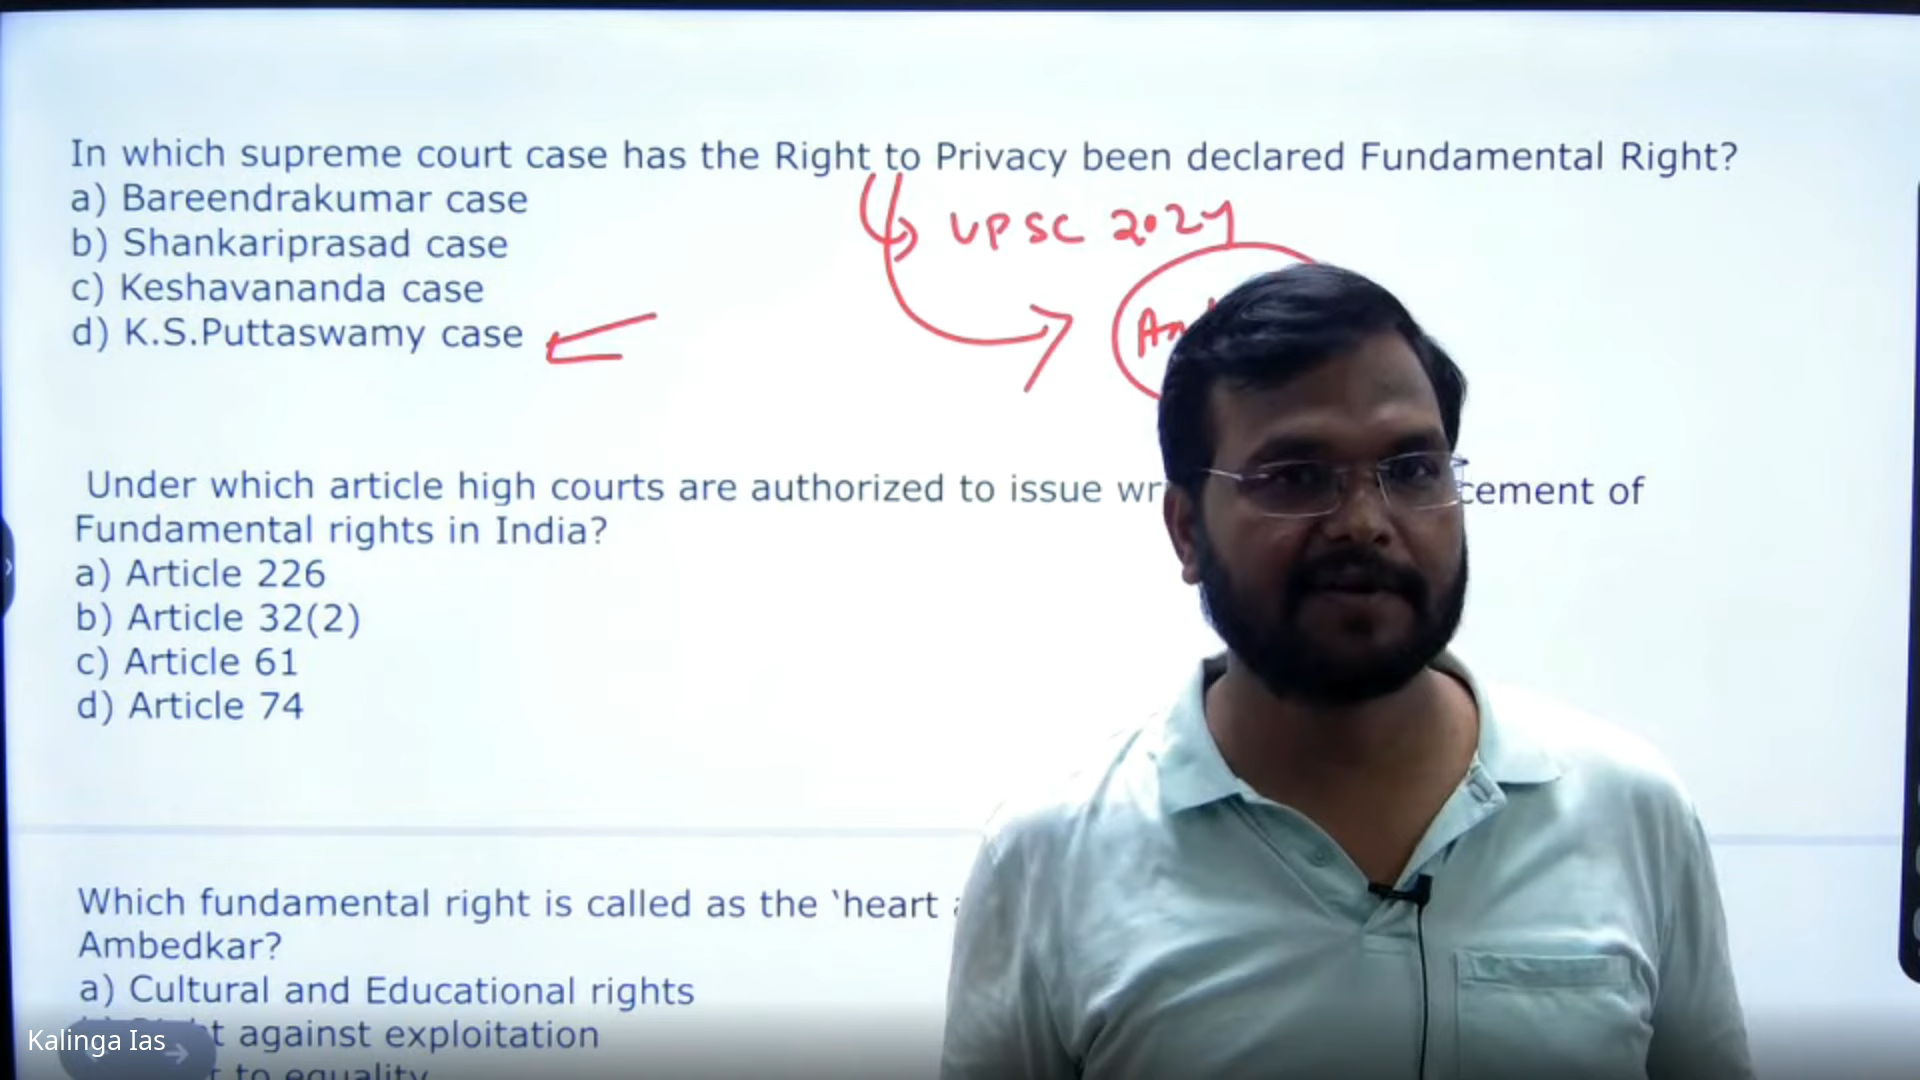 In which supreme court case has the Right to Privacy been declared Fundamental Right?
a) Bareendrakumar case
b) Shankariprasad case
c) Keshavananda case
d) K.S.Puttaswamy case
UPSC 2024
Under which article high courts are authorized to issue
Fundamental rights in India?
a) Article 226
b) Article 32(2)
c) Article 61
d) Article 74
Which fundamental right is called as the ‘heart
Ambedkar?
a) Cultural and Educational rights
against exploitation
to equality
Kalinga Ias